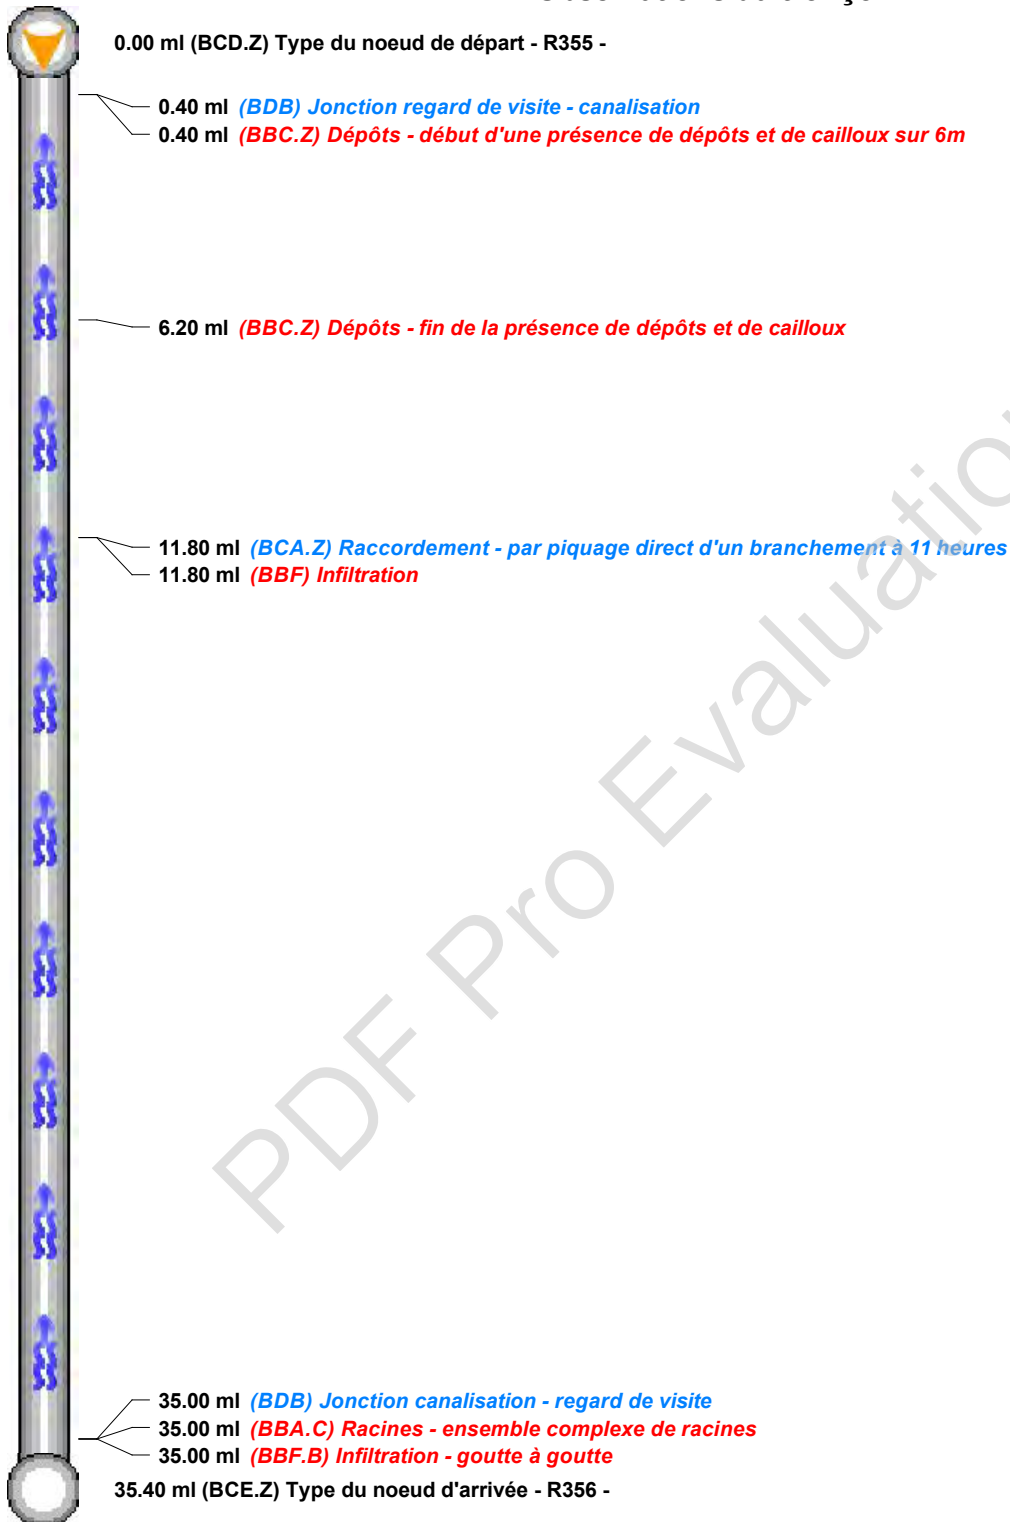 0.00 ml (BCD.Z) Type du noeud de départ - R355 -
0.40 ml (BDB) Jonction regard de visite - canalisation
0.40 ml (BBC.Z) Dépôts - début d'une présence de dépôts et de cailloux sur 6m
6.20 ml (BBC.Z) Dépôts - fin de la présence de dépôts et de cailloux
11.80 ml (BCA.Z) Raccordement - par piquage direct d'un branchement à 11 heures
11.80 ml (BBF) Infiltration
35.00 ml (BDB) Jonction canalisation - regard de visite
35.00 ml (BBA.C) Racines - ensemble complexe de racines
35.00 ml (BBF.B) Infiltration - goutte à goutte
35.40 ml (BCE.Z) Type du noeud d'arrivée - R356 -
PDF Pro Evaluatio